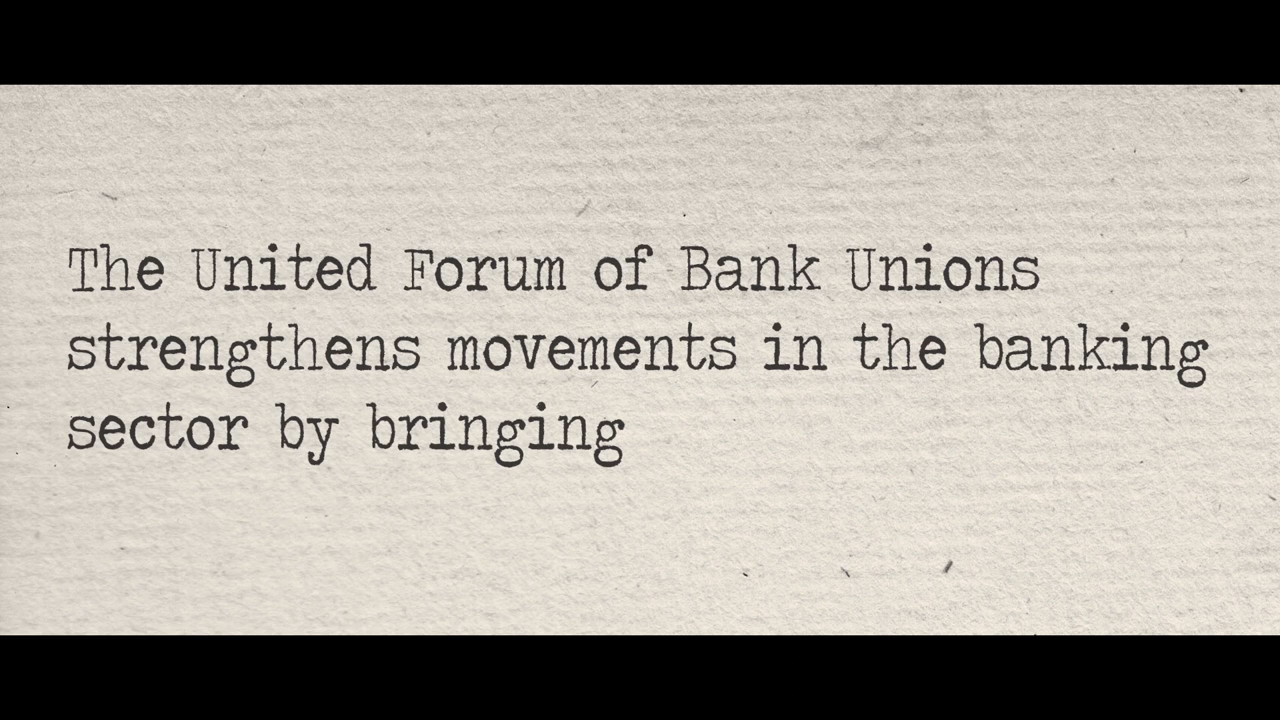 The United Forum of Bank Unions
strengthens movements in the banking
sector by bringing